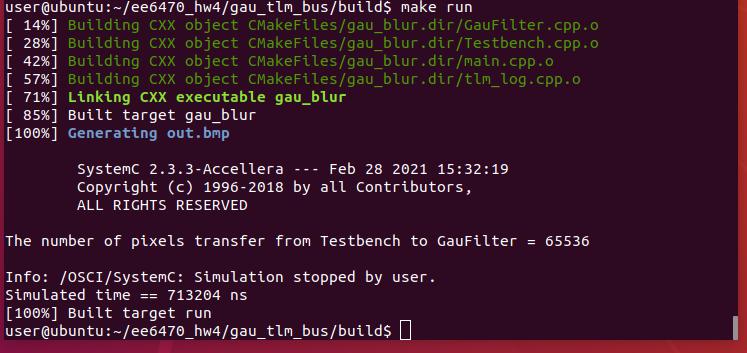 user@ubuntu:~/ee6470_hw4/gau_tlm_bus/build$ make run
[ 14%] Building CXX object CMakeFiles/gau_blur.dir/GauFilter.cpp.o
[ 28%] Building CXX object CMakeFiles/gau_blur.dir/Testbench.cpp.o
[ 42%] Building CXX object CMakeFiles/gau_blur.dir/main.cpp.o
[ 57%] Building CXX object CMakeFiles/gau_blur.dir/tlm_log.cpp.o
[ 71%] Linking CXX executable gau_blur
[ 85%] Built target gau_blur
[100%] Generating out.bmp
SystemC 2.3.3-Accellera --- Feb 28 2021 15:32:19
Copyright (c) 1996-2018 by all Contributors,
ALL RIGHTS RESERVED
The number of pixels transfer from Testbench to GauFilter = 65536
Info: /OSCI/SystemC: Simulation stopped by user.
Simulated time == 713204 ns
[100%] Built target run
user@ubuntu:~/ee6470_hw4/gau_tlm_bus/build$